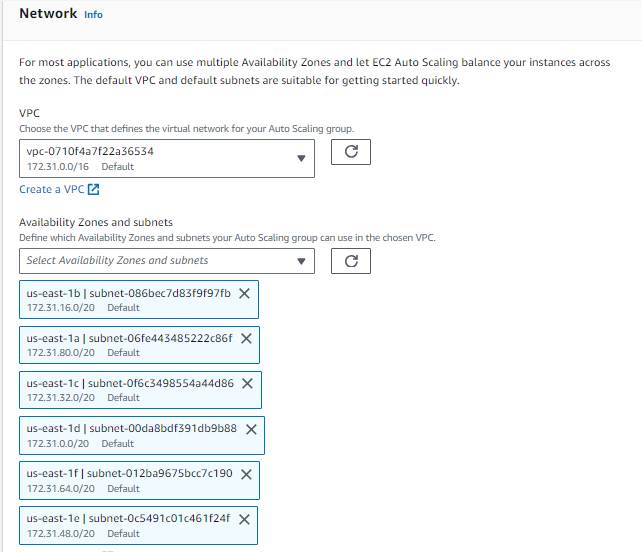 Network Info
For most applications, you can use multiple Availability Zones and let EC2 Auto Scaling balance your instances across
the zones. The default VPC and default subnets are suitable for getting started quickly.
VPC
Choose the VPC that defines the virtual network for your Auto Scaling group.
vpc-0710f4a7f22a36534
172.31.0.0/16 Default
Create a VPC
Availability Zones and subnets
Define which Availability Zones and subnets your Auto Scaling group can use in the chosen VPC.
Select Availability Zones and subnets
us-east-1b | subnet-086bec7d83f9f97fb
172.31.16.0/20 Default
us-east-1a | subnet-06fe443485222c86f
172.31.80.0/20 Default
us-east-1c | subnet-0f6c3498554a44d86
172.31.32.0/20 Default
us-east-1d | subnet-00da8bdf391db9b88
172.31.0.0/20 Default
us-east-1f | subnet-012ba9675bcc7c190
172.31.64.0/20 Default
us-east-1e | subnet-0c5491c01c461f24f
172.31.48.0/20 Default